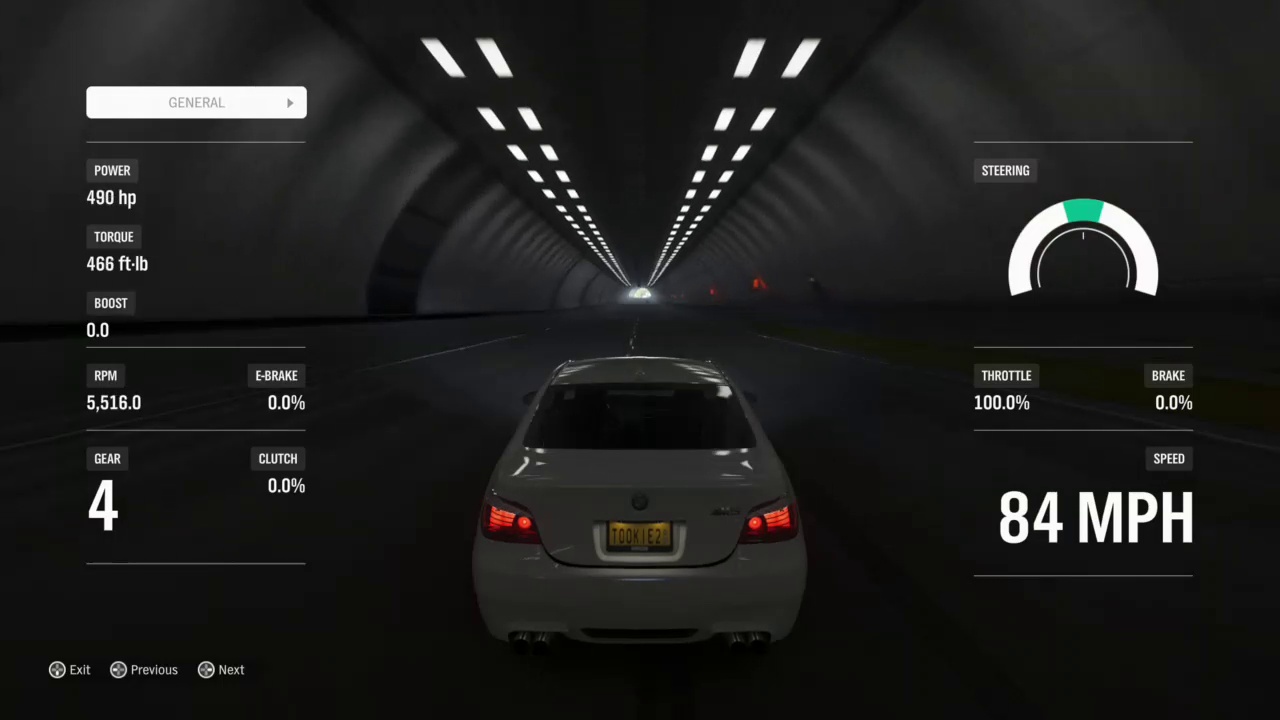 GENERAL
POWER
490 hp
TORQUE
466 ft·lb
BOOST
0.0
RPM
E-BRAKE
5,516.0
0.0%
GEAR
CLUTCH
4
0.0%
STEERING
THROTTLE
BRAKE
100.0%
0.0%
SPEED
84 MPH
M5
TOOKIE2
Exit
Previous
Next